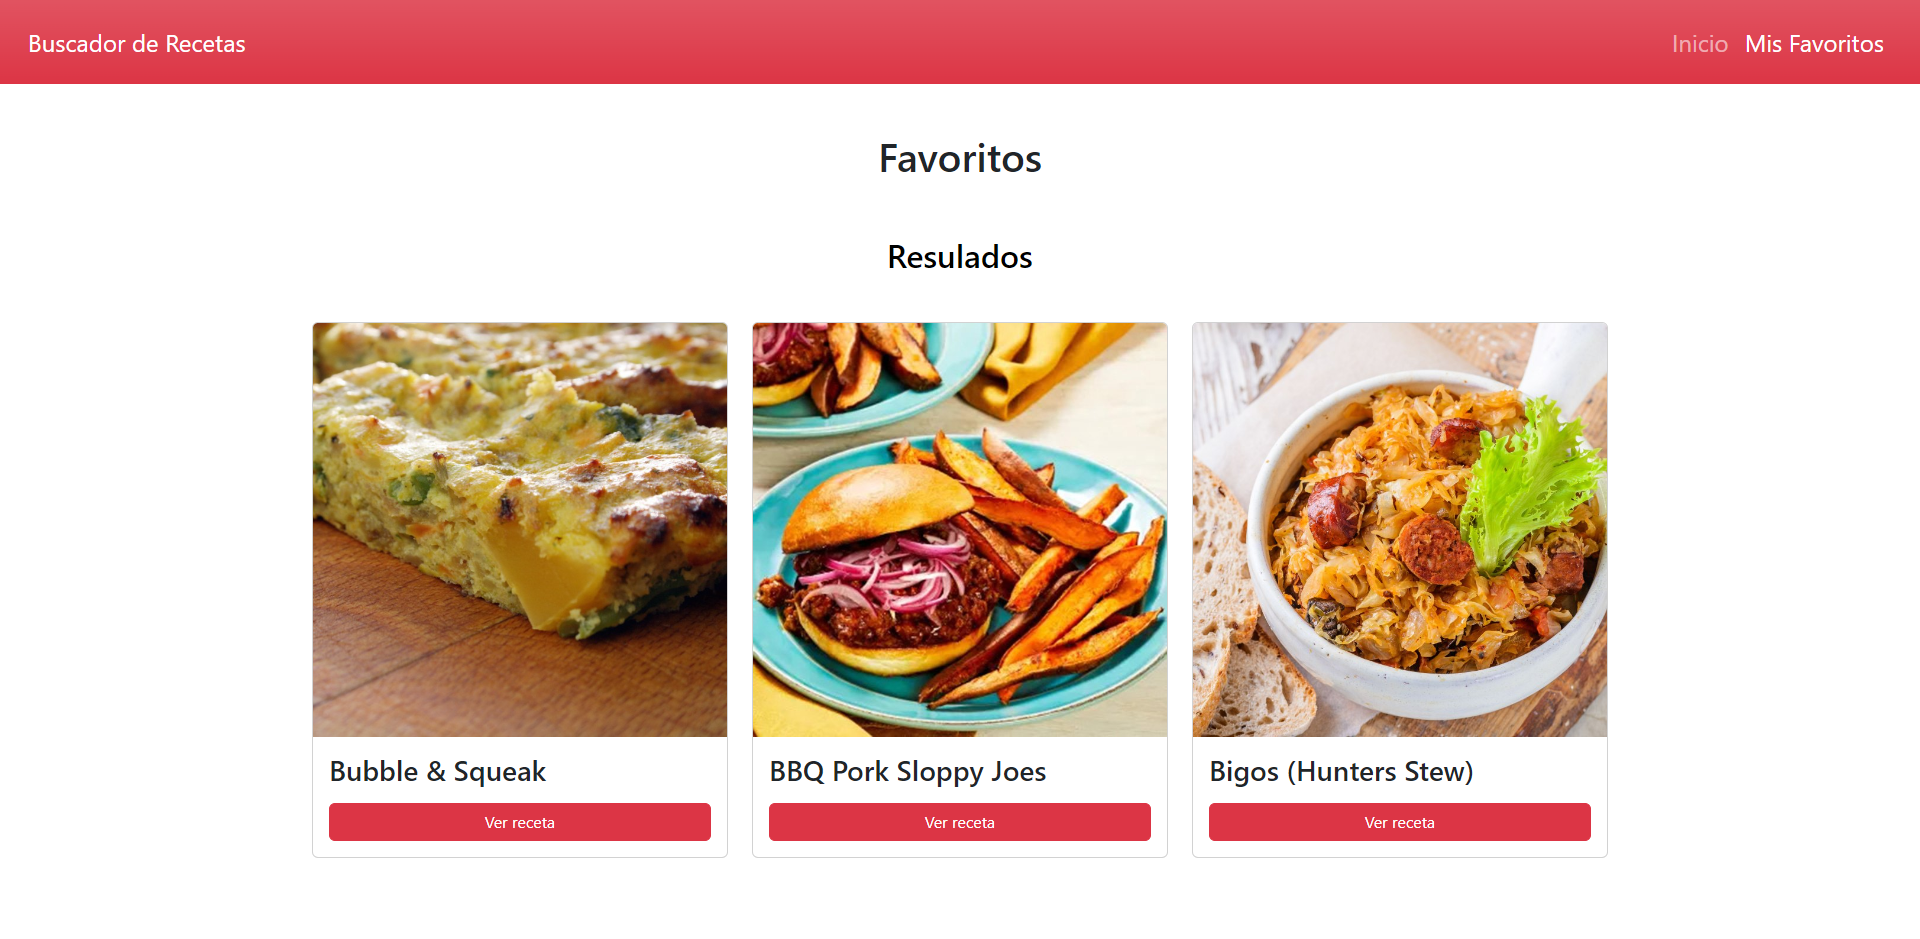 Buscador de Recetas
Inicio Mis Favoritos
Favoritos
Resulados
Bubble & Squeak
Ver receta
BBQ Pork Sloppy Joes
Ver receta
Bigos (Hunters Stew)
Ver receta